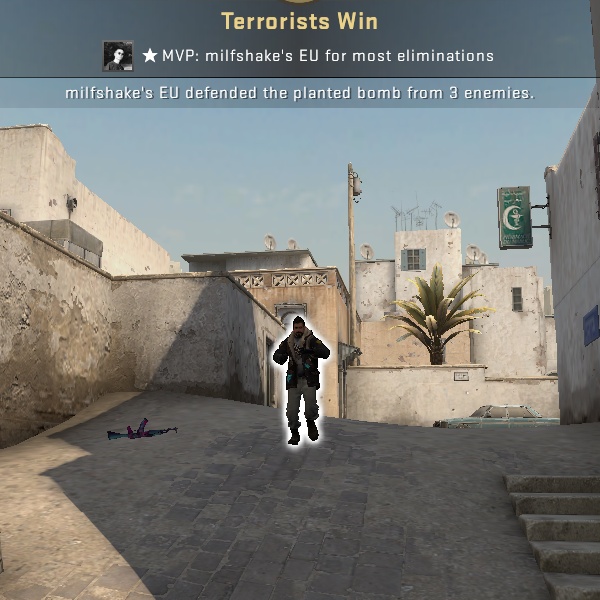 Terrorists Win
★ MVP: milfshake's EU for most eliminations
milfshake's EU defended the planted bomb from 3 enemies.